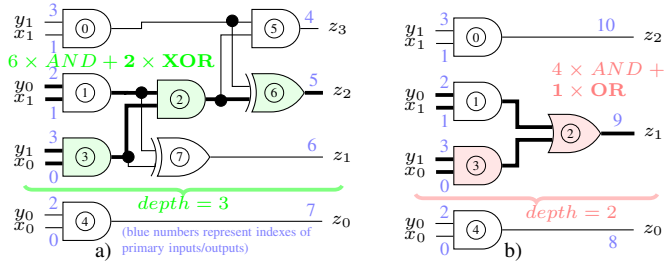 3
y₁
x₁
1
0
5
4
z₃
6 × AND + 2 × XOR
2
y₀
x₁
1
1
2
6
5
z₂
3
y₁
x₀
0
3
7
6
z₁
depth = 3
2
y₀
x₀
0
4
7
z₀
a)
(blue numbers represent indexes of
primary inputs/outputs)
3
y₁
x₁
1
0
10
z₂
4 × AND +
1 × OR
2
y₀
x₁
1
1
2
9
z₁
3
y₁
x₀
0
3
depth = 2
2
y₀
x₀
0
4
8
z₀
b)